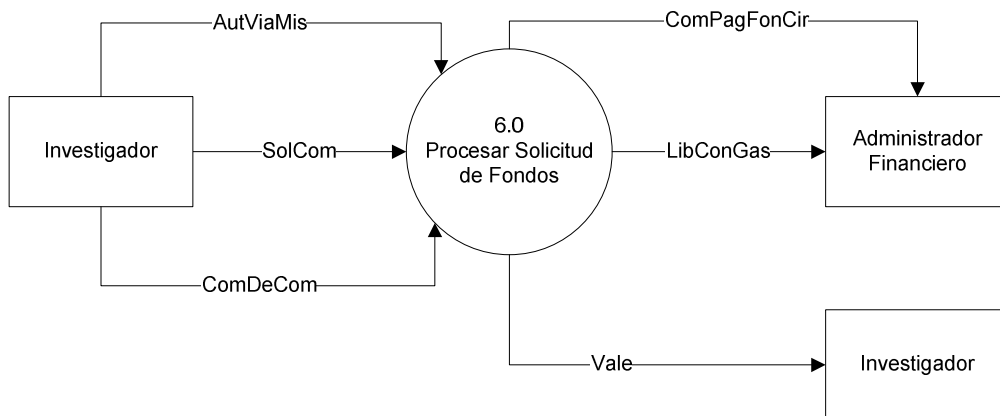 AutViaMis
ComPagFonCir
6.0
Procesar Solicitud
de Fondos
Investigador
SolCom
LibConGas
Administrador
Financiero
ComDeCom
Vale
Investigador